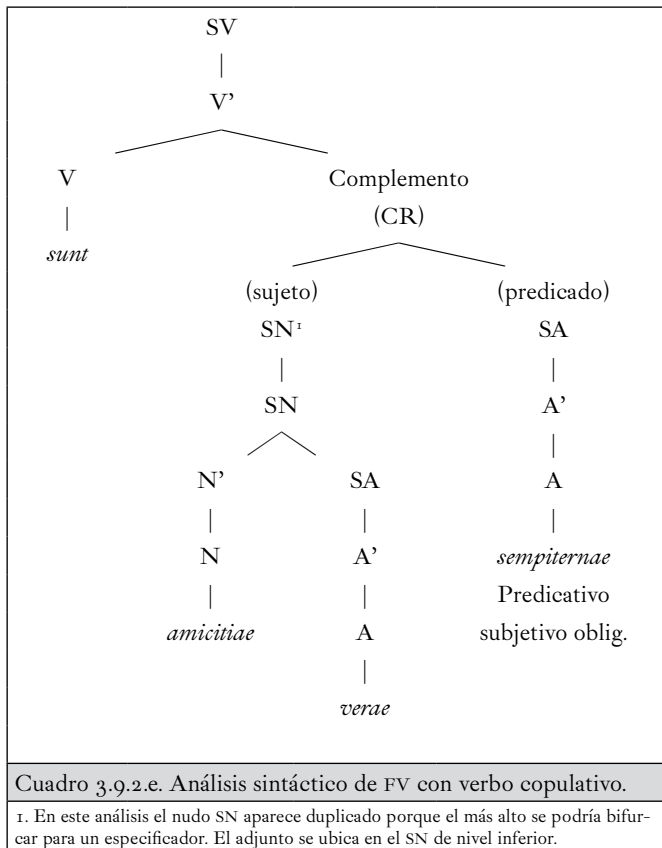 SV
V’
V Complemento
sunt (CR)
(sujeto) (predicado)
SN¹ SA
SN A’
N’ SA A
N A’ sempiternae
amicitiae A Predicativo
verae subjetivo oblig.
Cuadro 3.9.2.e. Análisis sintáctico de FV con verbo copulativo.
1. En este análisis el nudo SN aparece duplicado porque el más alto se podría bifur-
car para un especificador. El adjunto se ubica en el SN de nivel inferior.